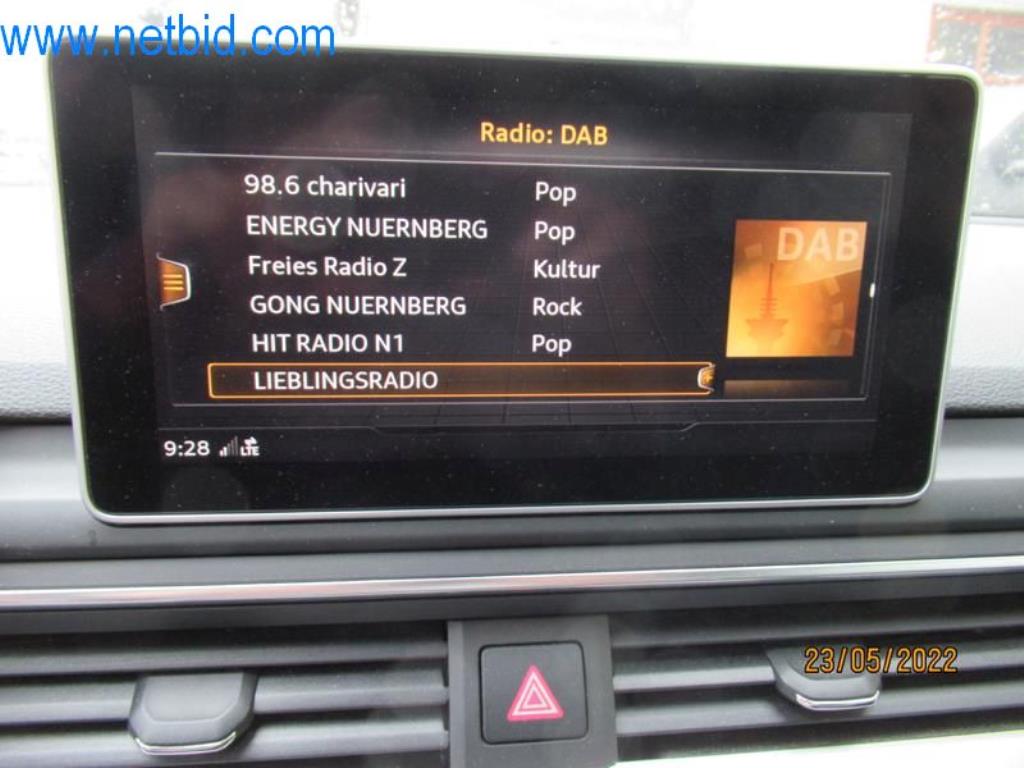 www.netbid.com
Radio: DAB
98.6 charivari Pop
ENERGY NUERNBERG Pop
Freies Radio Z Kultur
GONG NUERNBERG Rock
HIT RADIO N1 Pop
LIEBLINGSRADIO
DAB
9:28 LTE
23/05/2022